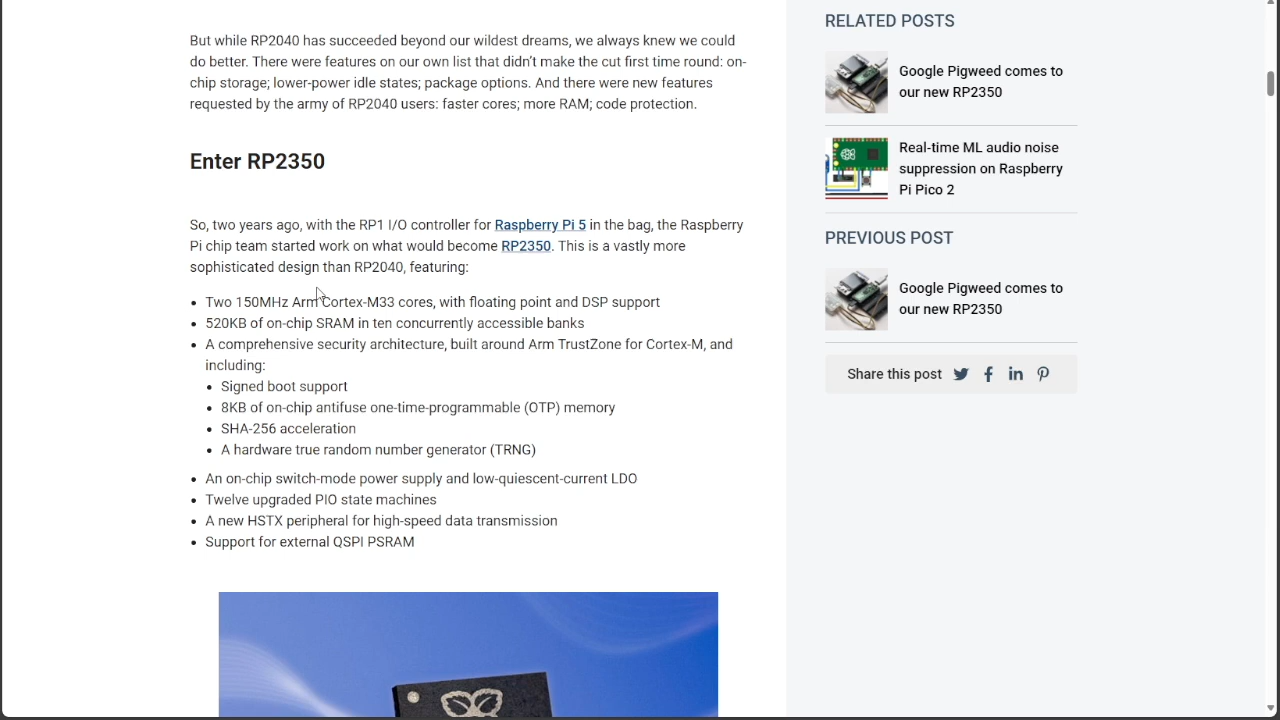 But while RP2040 has succeeded beyond our wildest dreams, we always knew we could
do better. There were features on our own list that didn’t make the cut first time round: on-
chip storage; lower-power idle states; package options. And there were new features
requested by the army of RP2040 users: faster cores; more RAM; code protection.
Enter RP2350
So, two years ago, with the RP1 I/O controller for Raspberry Pi 5 in the bag, the Raspberry
Pi chip team started work on what would become RP2350. This is a vastly more
sophisticated design than RP2040, featuring:
• Two 150MHz Arm Cortex-M33 cores, with floating point and DSP support
• 520KB of on-chip SRAM in ten concurrently accessible banks
• A comprehensive security architecture, built around Arm TrustZone for Cortex-M, and
including:
• Signed boot support
• 8KB of on-chip antifuse one-time-programmable (OTP) memory
• SHA-256 acceleration
• A hardware true random number generator (TRNG)
• An on-chip switch-mode power supply and low-quiescent-current LDO
• Twelve upgraded PIO state machines
• A new HSTX peripheral for high-speed data transmission
• Support for external QSPI PSRAM
RELATED POSTS
Google Pigweed comes to
our new RP2350
Real-time ML audio noise
suppression on Raspberry
Pi Pico 2
PREVIOUS POST
Google Pigweed comes to
our new RP2350
Share this post